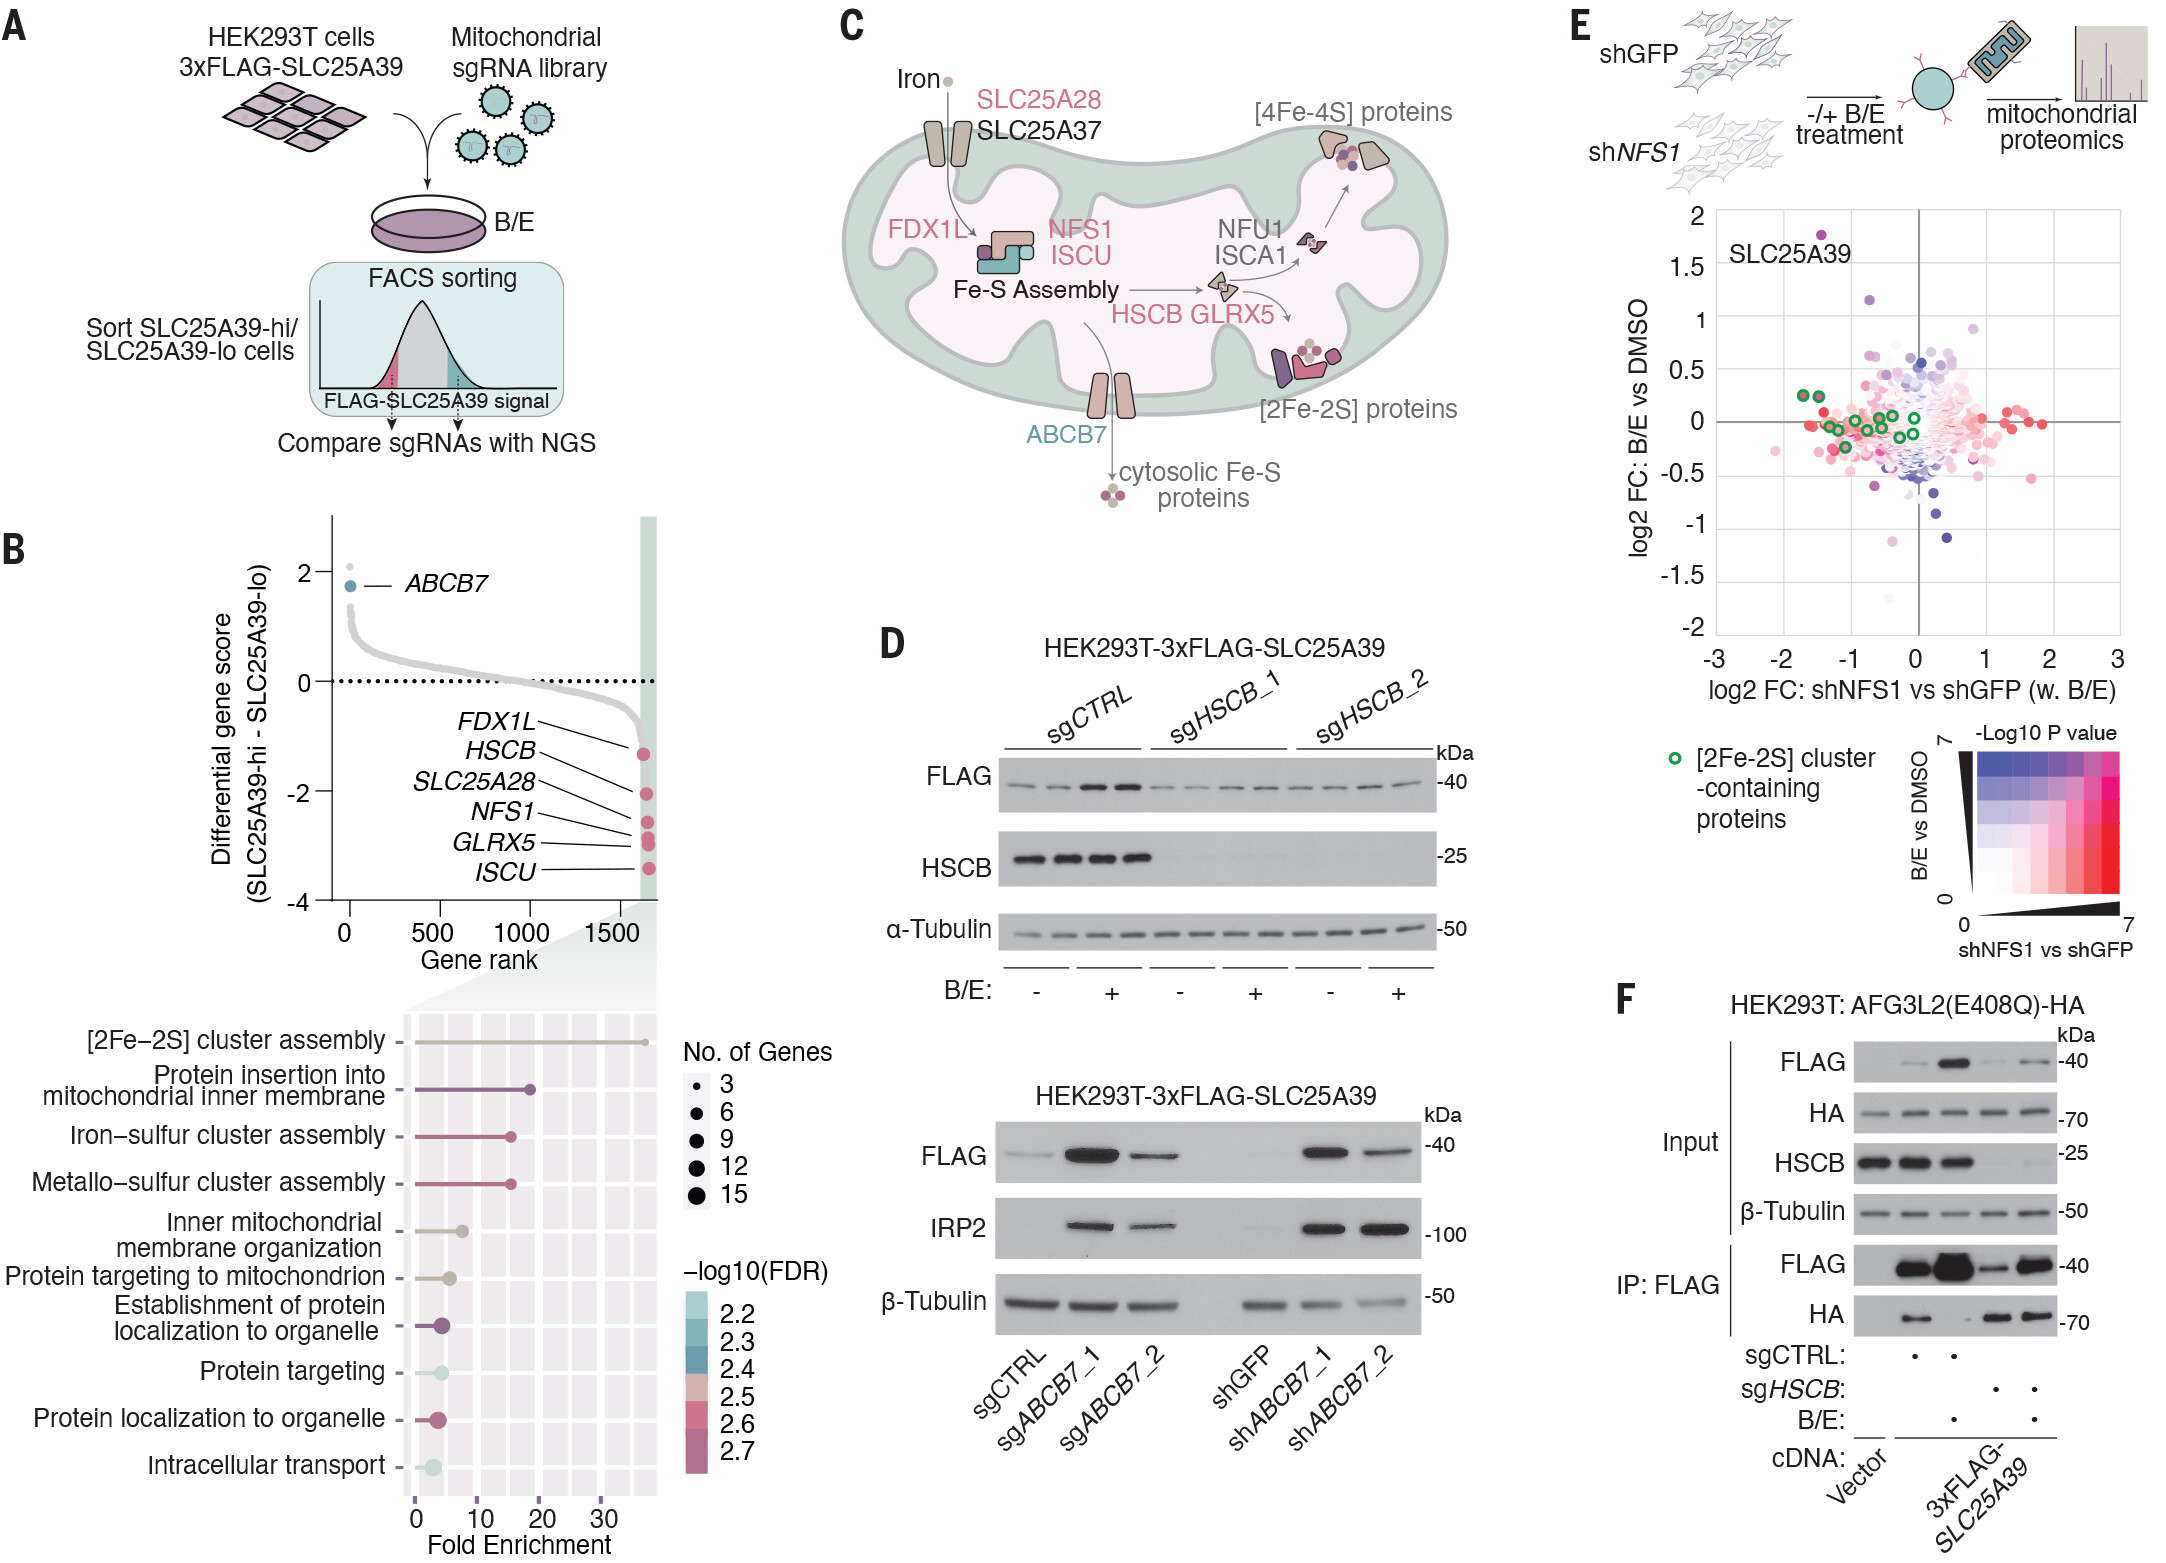 A
HEK293T cells
3xFLAG-SLC25A39
Mitochondrial
sgRNA library
B/E
FACS sorting
Sort SLC25A39-hi/
SLC25A39-lo cells
FLAG-SLC25A39 signal
Compare sgRNAs with NGS
B
Differential gene score
(SLC25A39-hi - SLC25A39-lo)
2
0
-2
-4
ABCB7
FDX1L
HSCB
SLC25A28
NFS1
GLRX5
ISCU
0
500
1000
1500
Gene rank
[2Fe–2S] cluster assembly
Protein insertion into
mitochondrial inner membrane
Iron–sulfur cluster assembly
Metallo–sulfur cluster assembly
Inner mitochondrial
membrane organization
Protein targeting to mitochondrion
Establishment of protein
localization to organelle
Protein targeting
Protein localization to organelle
Intracellular transport
0
10
20
30
Fold Enrichment
No. of Genes
3
6
9
12
15
–log10(FDR)
2.2
2.3
2.4
2.5
2.6
2.7
C
Iron
SLC25A28
SLC25A37
[4Fe-4S] proteins
FDX1L
NFS1
ISCU
NFU1
ISCA1
Fe-S Assembly
HSCB GLRX5
ABCB7
[2Fe-2S] proteins
cytosolic Fe-S
proteins
D
HEK293T-3xFLAG-SLC25A39
sgCTRL
sgHSCB_1
sgHSCB_2
kDa
FLAG
-40
HSCB
-25
α-Tubulin
-50
B/E:
-
+
-
+
-
+
HEK293T-3xFLAG-SLC25A39
kDa
FLAG
-40
IRP2
-100
β-Tubulin
-50
sgCTRL
sgABCB7_1
sgABCB7_2
shGFP
shABCB7_1
shABCB7_2
E
shGFP
shNFS1
-/+ B/E
treatment
mitochondrial
proteomics
log2 FC: B/E vs DMSO
2
1.5
1
0.5
0
-0.5
-1
-1.5
-2
SLC25A39
-3
-2
-1
0
1
2
3
log2 FC: shNFS1 vs shGFP (w. B/E)
[2Fe-2S] cluster
-containing
proteins
-Log10 P value
B/E vs DMSO
7
0
0
7
shNFS1 vs shGFP
F
HEK293T: AFG3L2(E408Q)-HA
kDa
Input
FLAG
-40
HA
-70
HSCB
-25
β-Tubulin
-50
IP: FLAG
FLAG
-40
HA
-70
sgCTRL:
sgHSCB:
B/E:
cDNA:
Vector
3xFLAG-
SLC25A39